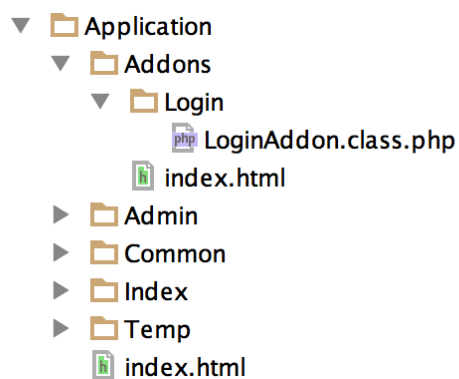 Application
Addons
Login
php LoginAddon.class.php
h index.html
Admin
Common
Index
Temp
h index.html